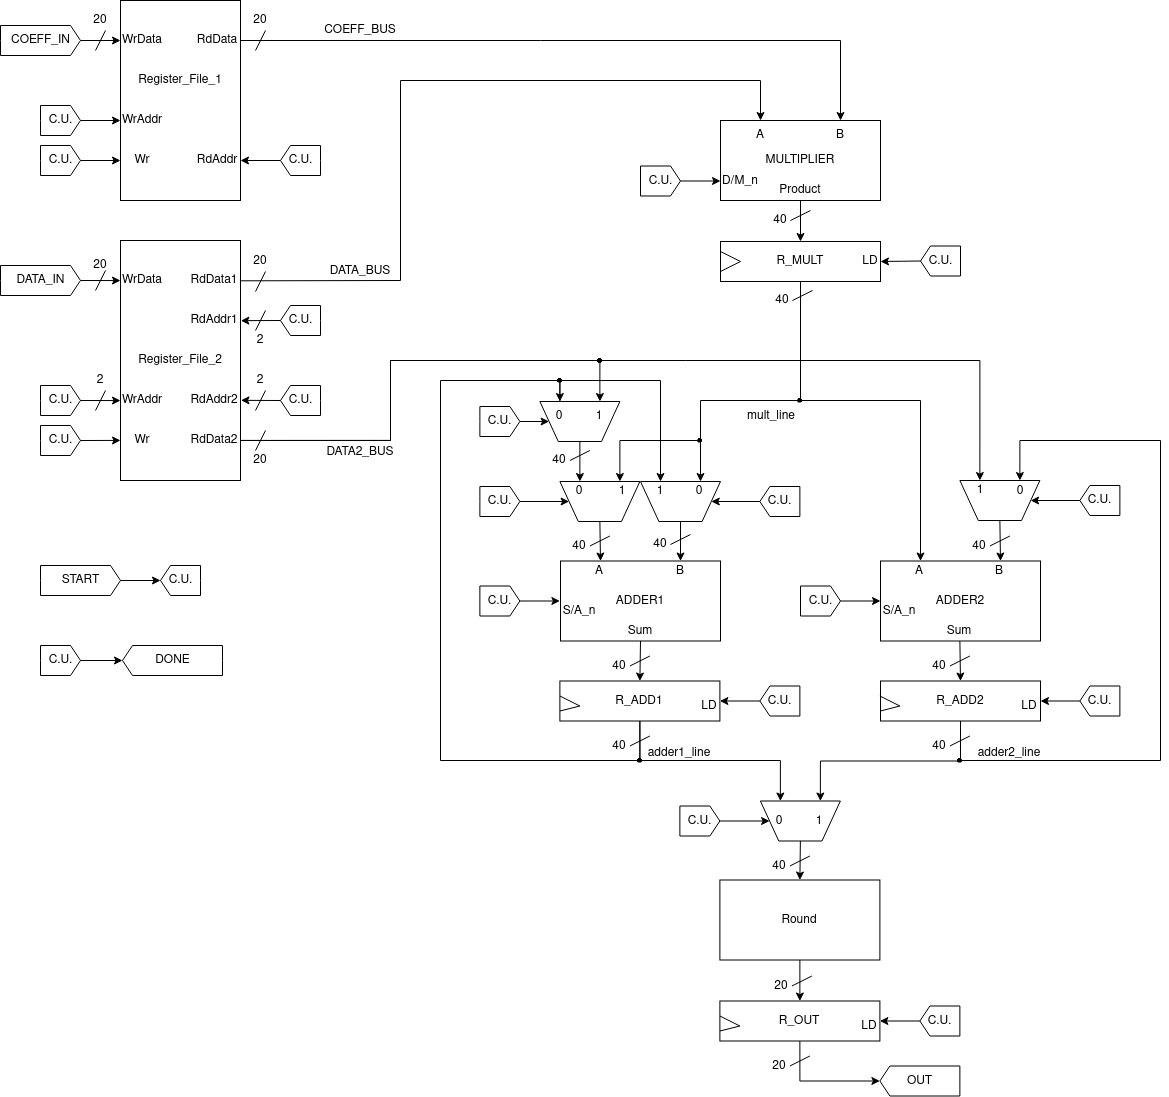 20
20
COEFF_BUS
COEFF_IN
WrData
RdData
Register_File_1
C.U.
WrAddr
A
B
C.U.
Wr
RdAddr
C.U.
MULTIPLIER
C.U.
D/M_n
Product
40
20
20
DATA_BUS
R_MULT
LD
C.U.
DATA_IN
WrData
RdData1
40
RdAddr1
C.U.
2
Register_File_2
2
2
C.U.
WrAddr
RdAddr2
C.U.
C.U.
0
1
mult_line
C.U.
Wr
RdData2
20
DATA2_BUS
40
0
1
1
0
1
0
C.U.
C.U.
C.U.
40
40
40
A
B
A
B
START
C.U.
C.U.
S/A_n
ADDER1
C.U.
S/A_n
ADDER2
Sum
Sum
C.U.
DONE
40
40
R_ADD1
LD
C.U.
R_ADD2
LD
C.U.
40
adder1_line
40
adder2_line
C.U.
0
1
40
Round
20
R_OUT
LD
C.U.
20
OUT